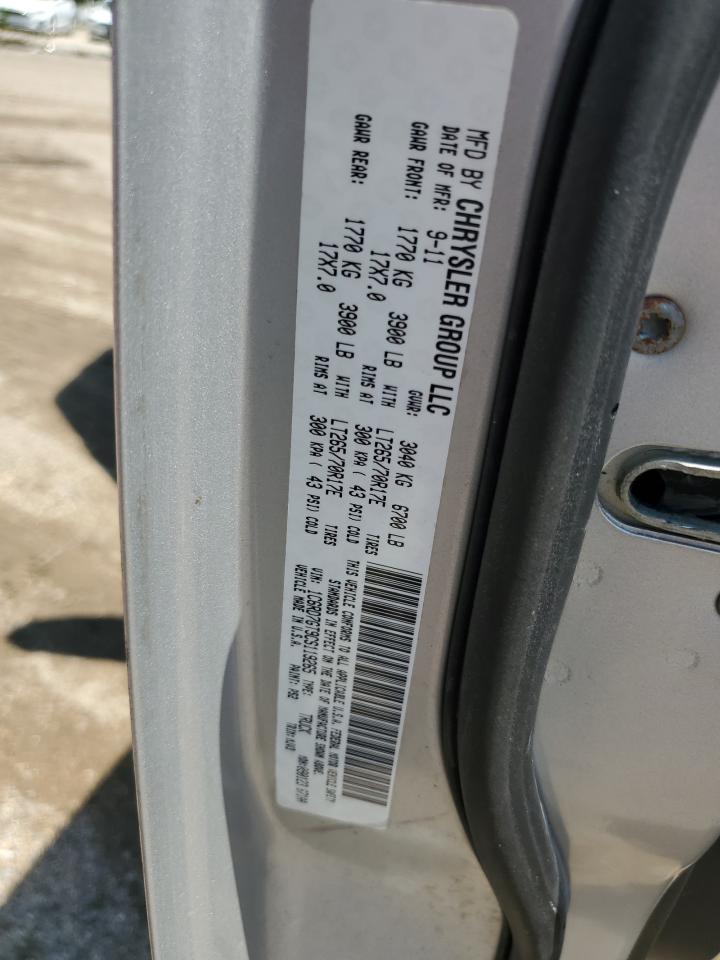 MFD BY CHRYSLER GROUP LLC
DATE OF MFR: 9-11 GVWR: 3040 KG 6700 LB
GAWR FRONT: 1770 KG 3900 LB WITH LT265/70R17E TIRES
17X7.0 RIMS AT 300 KPA ( 43 PSI) COLD
GAWR REAR: 1770 KG 3900 LB WITH LT265/70R17E TIRES
17X7.0 RIMS AT 300 KPA ( 43 PSI) COLD
THIS VEHICLE CONFORMS TO ALL APPLICABLE U.S.A. FEDERAL MOTOR VEHICLE SAFETY
STANDARDS IN EFFECT ON THE DATE OF MANUFACTURE SHOWN ABOVE.
VIN: TYPE: TRUCK
VEHICLE MADE IN U.S.A. PAINT: TRIM: